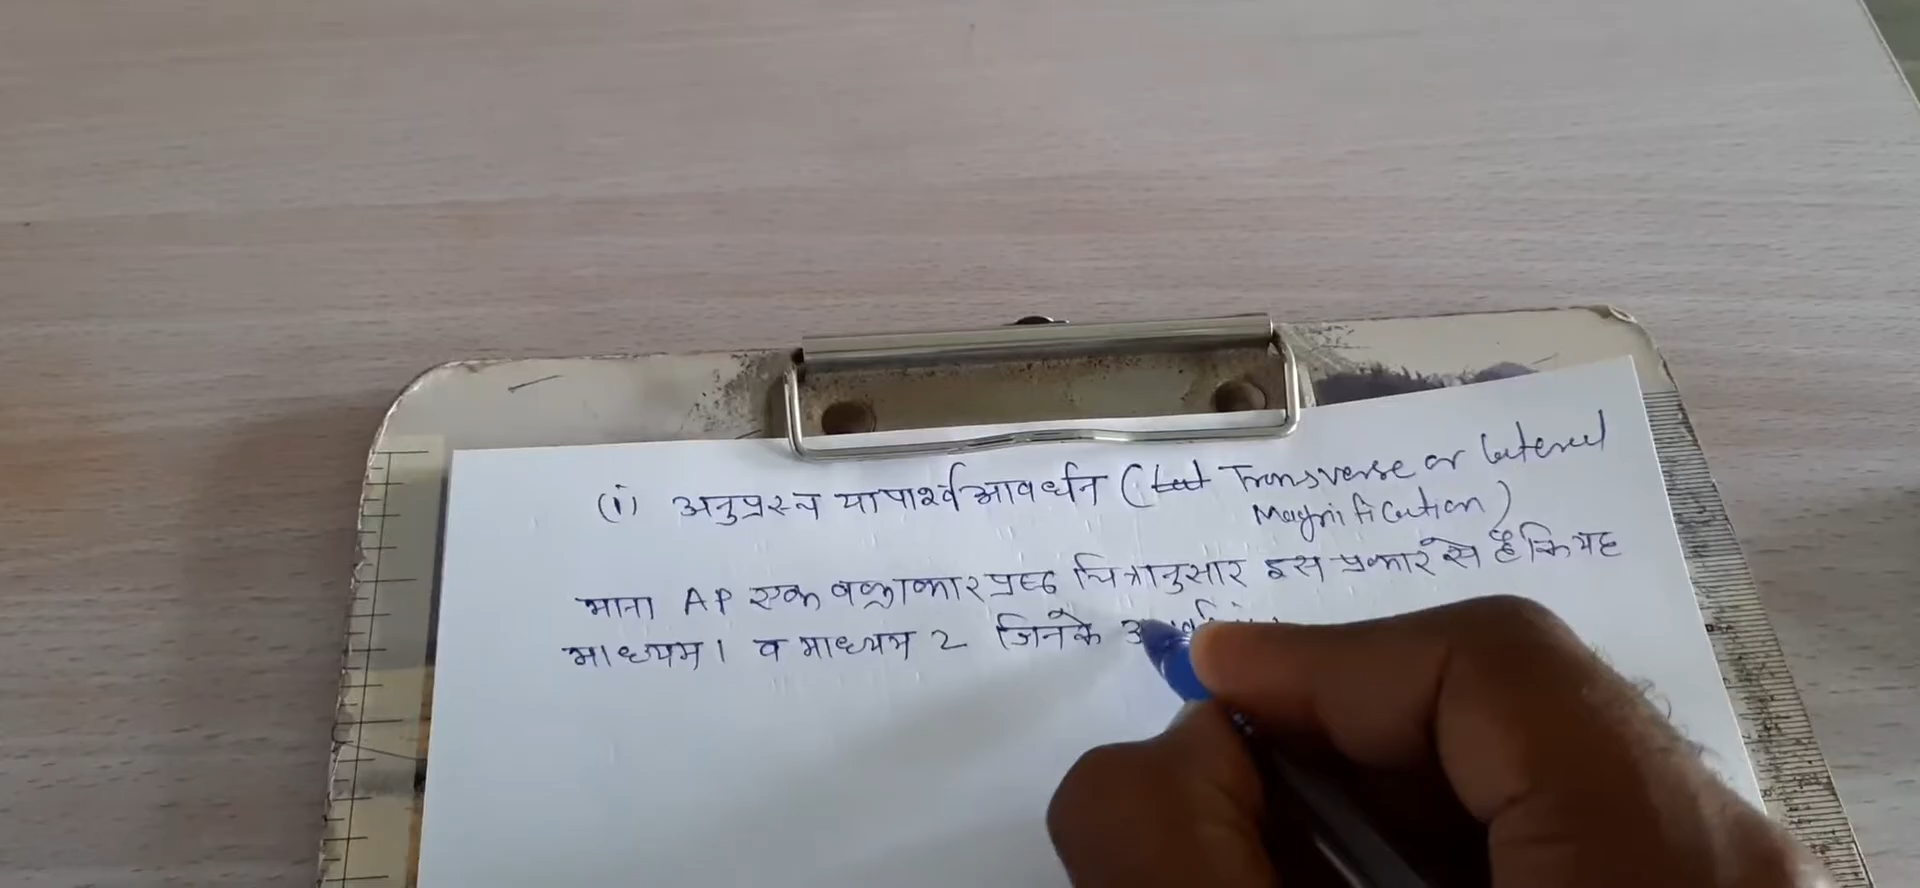 (i) अनुप्रस्थ या पार्श्व आवर्धन ( Transverse or lateral
Magnification)
माना AP एक वक्राकार प्रष्ठ चित्रानुसार इस प्रकार से है कि यह
माध्यम 1 व माध्यम 2 जिनके